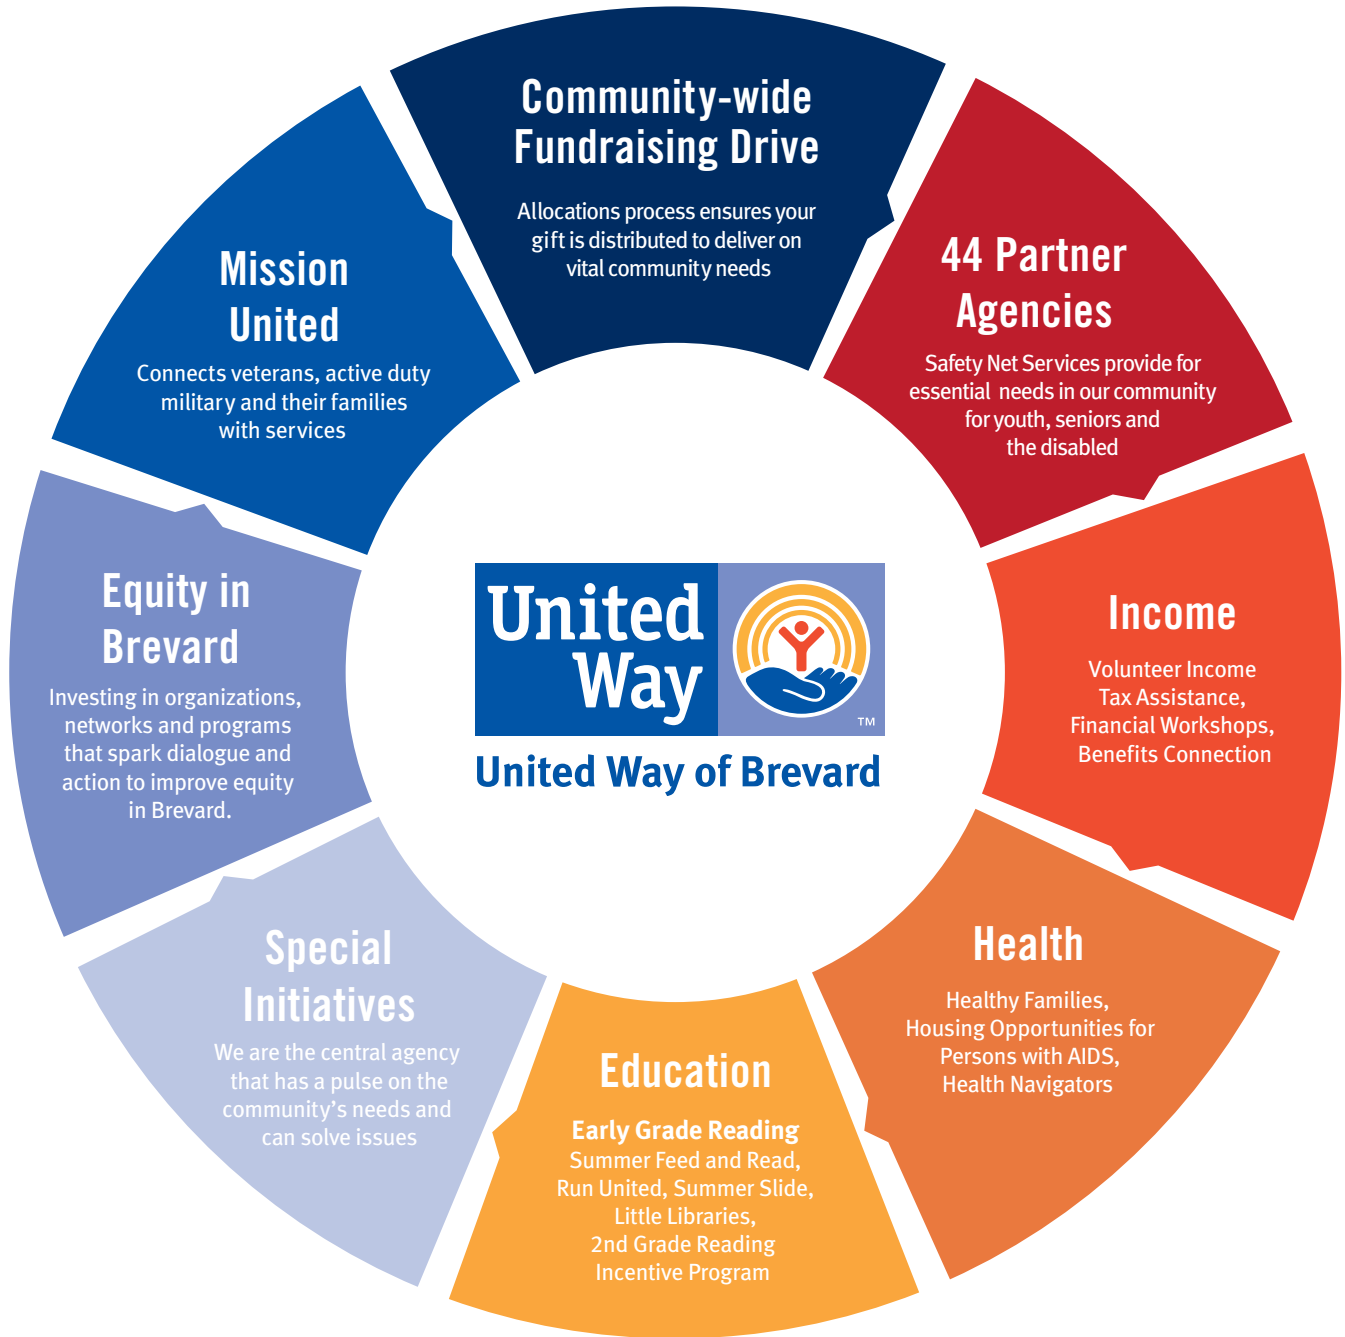 Community-wide
Fundraising Drive
Allocations process ensures your
gift is distributed to deliver on
vital community needs
44 Partner
Agencies
Safety Net Services provide for
essential needs in our community
for youth, seniors and
the disabled
Income
Volunteer Income
Tax Assistance,
Financial Workshops,
Benefits Connection
Health
Healthy Families,
Housing Opportunities for
Persons with AIDS,
Health Navigators
Education
Early Grade Reading
Summer Feed and Read,
Run United, Summer Slide,
Little Libraries,
2nd Grade Reading
Incentive Program
Special
Initiatives
We are the central agency
that has a pulse on the
community’s needs and
can solve issues
Equity in
Brevard
Investing in organizations,
networks and programs
that spark dialogue and
action to improve equity
in Brevard.
Mission
United
Connects veterans, active duty
military and their families
with services
United
Way
TM
United Way of Brevard